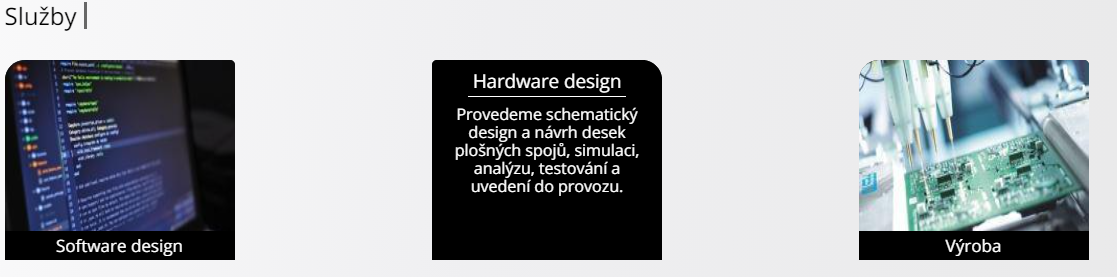 Služby
Hardware design
Provedeme schematický
design a návrh desek
plošných spojů, simulaci,
analýzu, testování a
uvedení do provozu.
Software design
Výroba